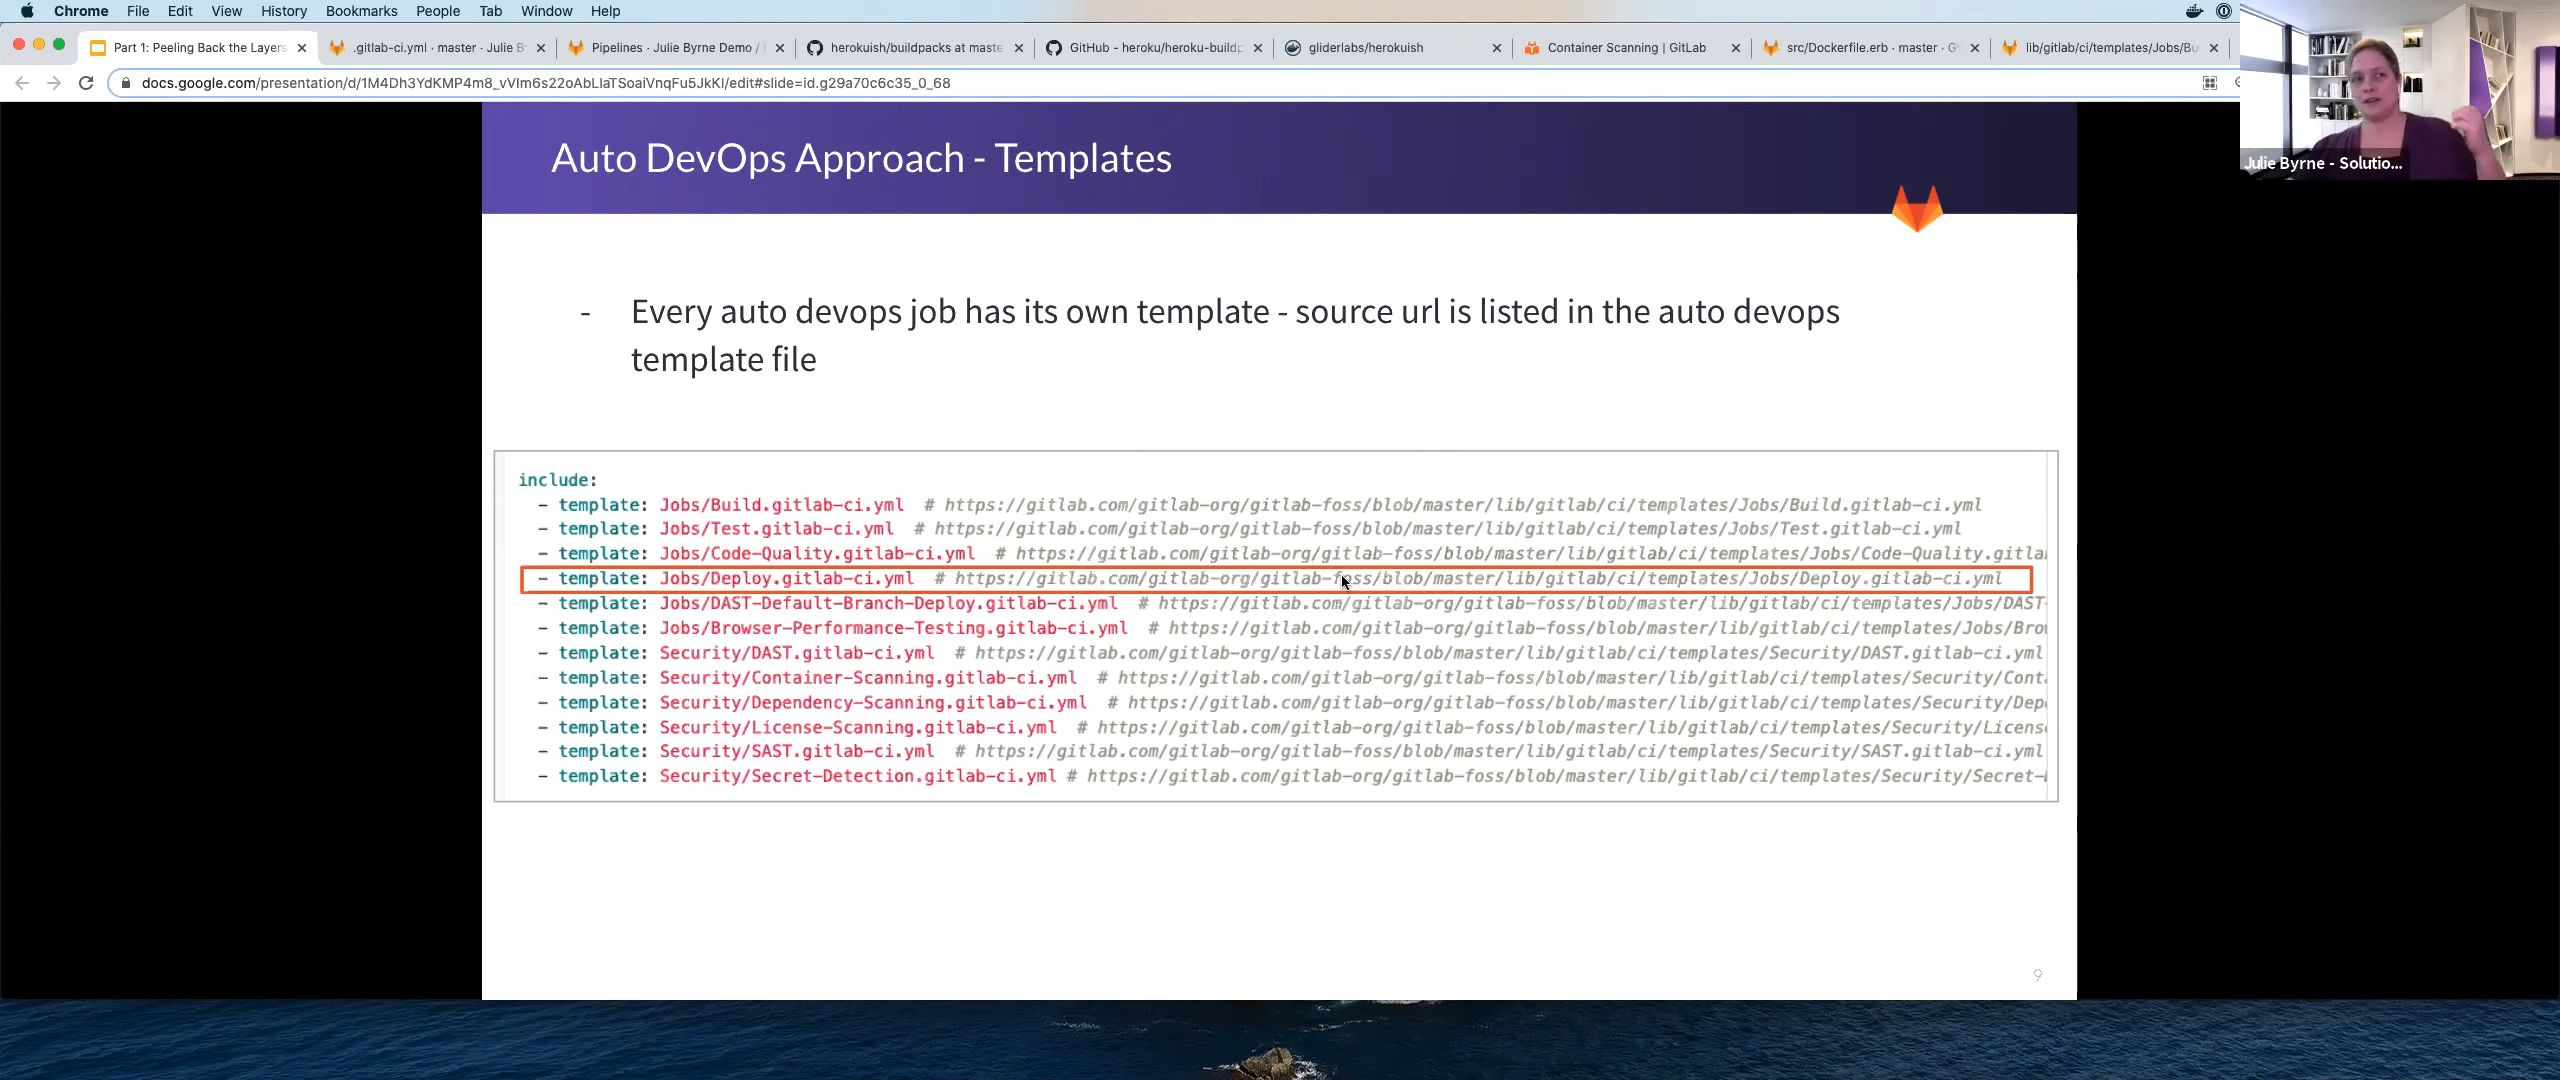 Chrome File Edit View History Bookmarks People Tab Window Help
Part 1: Peeling Back the Layers
.gitlab-ci.yml · master · Julie B
Pipelines · Julie Byrne Demo /
herokuish/buildpacks at maste
GitHub - heroku/heroku-buildp
gliderlabs/herokuish
Container Scanning | GitLab
src/Dockerfile.erb · master · G
lib/gitlab/ci/templates/Jobs/Bu
Julie Byrne - Solutio...
Auto DevOps Approach - Templates
- Every auto devops job has its own template - source url is listed in the auto devops
template file
include:
- template: Jobs/Build.gitlab-ci.yml # https://gitlab.com/gitlab-org/gitlab-foss/blob/master/lib/gitlab/ci/templates/Jobs/Build.gitlab-ci.yml
- template: Jobs/Test.gitlab-ci.yml # https://gitlab.com/gitlab-org/gitlab-foss/blob/master/lib/gitlab/ci/templates/Jobs/Test.gitlab-ci.yml
- template: Jobs/Code-Quality.gitlab-ci.yml # https://gitlab.com/gitlab-org/gitlab-foss/blob/master/lib/gitlab/ci/templates/Jobs/Code-Quality.gitla
- template: Jobs/Deploy.gitlab-ci.yml # https://gitlab.com/gitlab-org/gitlab-foss/blob/master/lib/gitlab/ci/templates/Jobs/Deploy.gitlab-ci.yml
- template: Jobs/DAST-Default-Branch-Deploy.gitlab-ci.yml # https://gitlab.com/gitlab-org/gitlab-foss/blob/master/lib/gitlab/ci/templates/Jobs/DAST-
- template: Jobs/Browser-Performance-Testing.gitlab-ci.yml # https://gitlab.com/gitlab-org/gitlab-foss/blob/master/lib/gitlab/ci/templates/Jobs/Bro
- template: Security/DAST.gitlab-ci.yml # https://gitlab.com/gitlab-org/gitlab-foss/blob/master/lib/gitlab/ci/templates/Security/DAST.gitlab-ci.yml
- template: Security/Container-Scanning.gitlab-ci.yml # https://gitlab.com/gitlab-org/gitlab-foss/blob/master/lib/gitlab/ci/templates/Security/Cont
- template: Security/Dependency-Scanning.gitlab-ci.yml # https://gitlab.com/gitlab-org/gitlab-foss/blob/master/lib/gitlab/ci/templates/Security/Dep
- template: Security/License-Scanning.gitlab-ci.yml # https://gitlab.com/gitlab-org/gitlab-foss/blob/master/lib/gitlab/ci/templates/Security/Licens
- template: Security/SAST.gitlab-ci.yml # https://gitlab.com/gitlab-org/gitlab-foss/blob/master/lib/gitlab/ci/templates/Security/SAST.gitlab-ci.yml
- template: Security/Secret-Detection.gitlab-ci.yml # https://gitlab.com/gitlab-org/gitlab-foss/blob/master/lib/gitlab/ci/templates/Security/Secret-
9